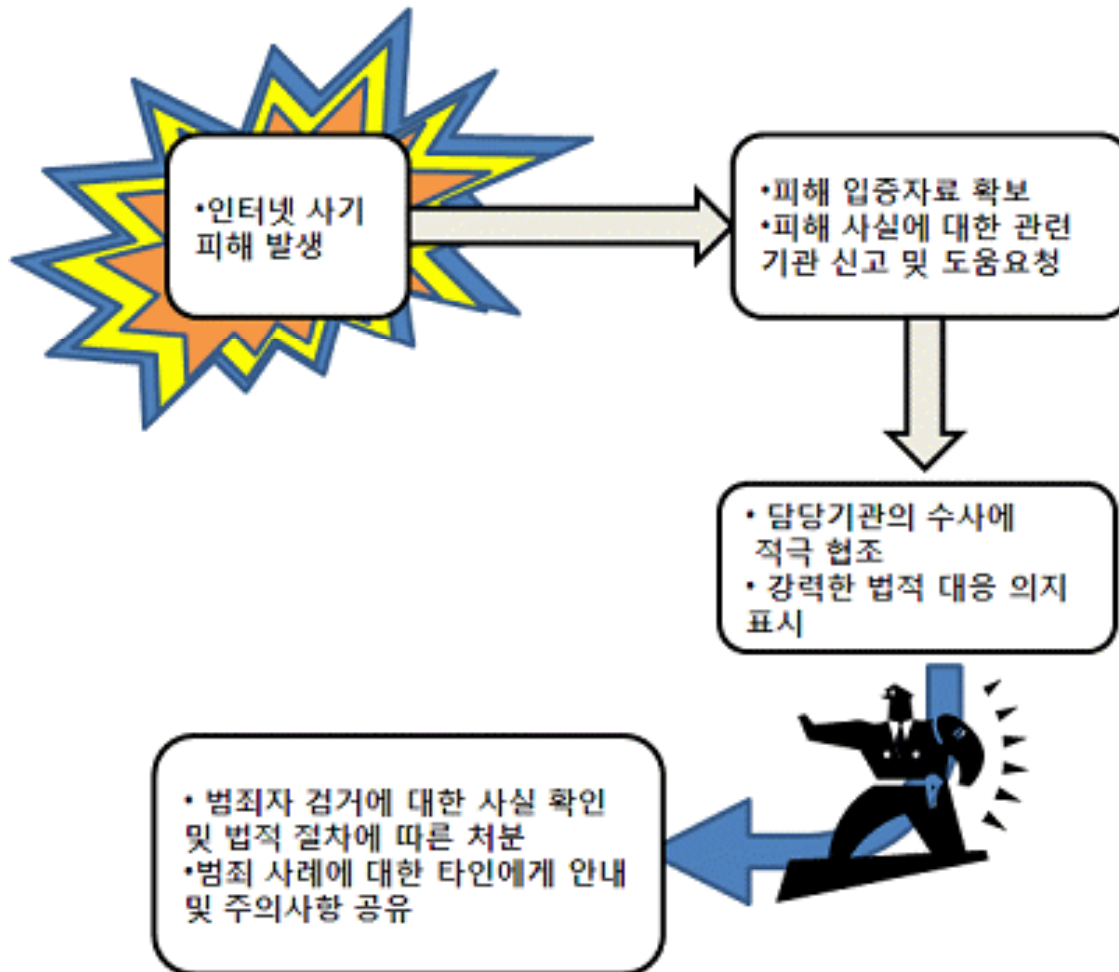 •인터넷 사기
피해 발생
•피해 입증자료 확보
•피해 사실에 대한 관련
기관 신고 및 도움요청
• 담당기관의 수사에
적극 협조
• 강력한 법적 대응 의지
표시
• 범죄자 검거에 대한 사실 확인
및 법적 절차에 따른 처분
•범죄 사례에 대한 타인에게 안내
및 주의사항 공유